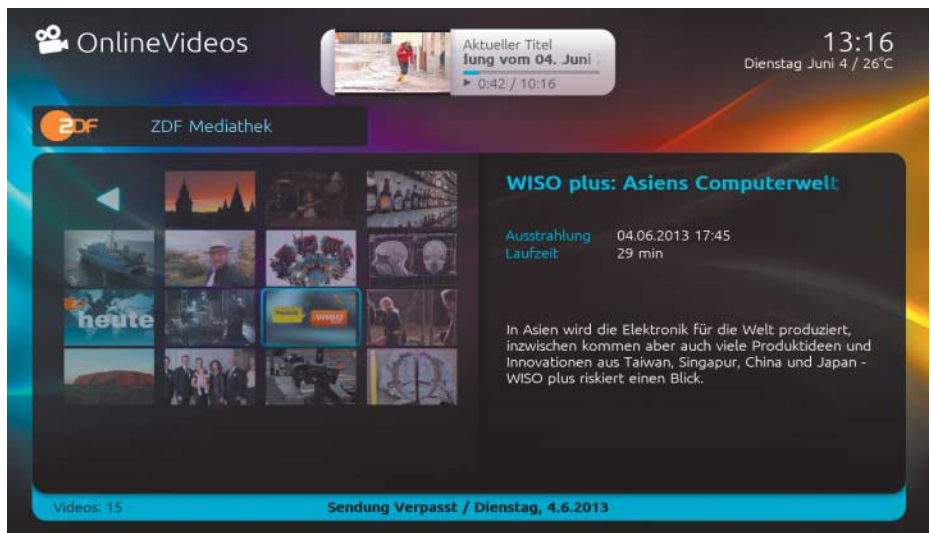 OnlineVideos
Aktueller Titel
lung vom 04. Juni
0:42 / 10:16
13:16
Dienstag Juni 4 / 26°C
ZDF
ZDF Mediathek
WISO plus: Asiens Computerwelt
Ausstrahlung 04.06.2013 17:45
Laufzeit 29 min
heute
WISO
In Asien wird die Elektronik für die Welt produziert,
inzwischen kommen aber auch viele Produktideen und
Innovationen aus Taiwan, Singapur, China und Japan -
WISO plus riskiert einen Blick.
Videos: 15
Sendung Verpasst / Dienstag, 4.6.2013